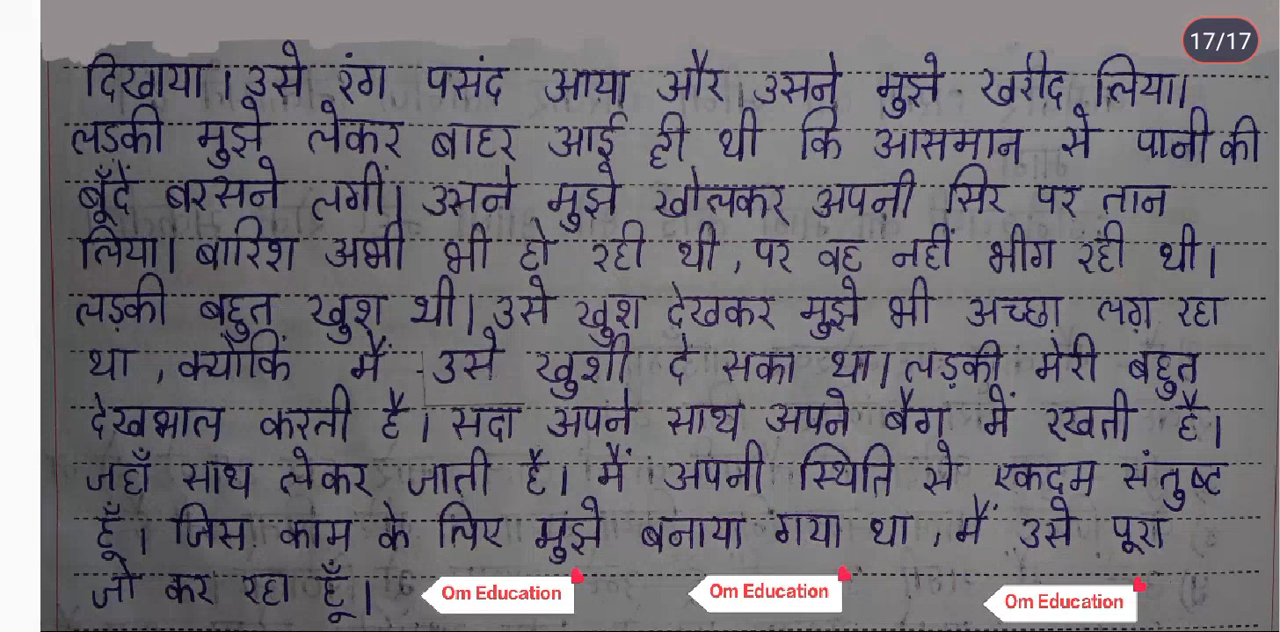 17/17
दिखाया। उसे रंग पसंद आया और उसने मुझे खरीद लिया।
लडकी मुझे लेकर बाहर आई ही थी कि आसमान से पानी की
बूँदें बरसने लगीं। उसने मुझे खोलकर अपनी सिर पर तान
लिया। बारिश अभी भी हो रही थी, पर वह नहीं भीग रही थी।
लड़की बहुत खुश थी। उसे खुश देखकर मुझे भी अच्छा लग रहा
था, क्योंकि मैं उसे खुशी दे सका था। लड़की मेरी बहुत
देखभाल करती है। सदा अपने साथ अपने बैग में रखती है।
जहाँ साथ लेकर जाती है। मैं अपनी स्थिति से एकदम संतुष्ट
हूँ। जिस काम के लिए मुझे बनाया गया था, मैं उसे पूरा
जो कर रहा हूँ।
Om Education Om Education Om Education